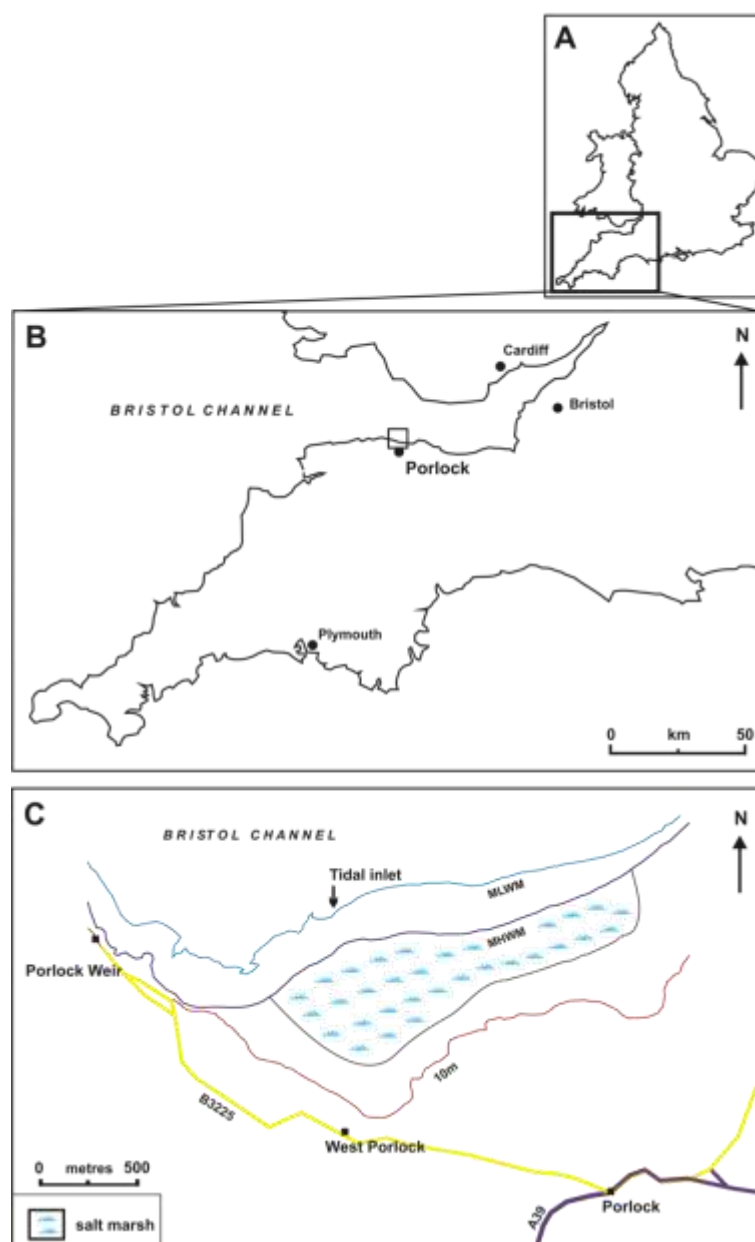 A
B
N
Cardiff
BRISTOL CHANNEL
Bristol
Porlock
Plymouth
0 km 50
C
BRISTOL CHANNEL
N
Tidal inlet
MLWM
MHWM
Porlock Weir
10m
B3225
West Porlock
0 metres 500
Porlock
A39
salt marsh